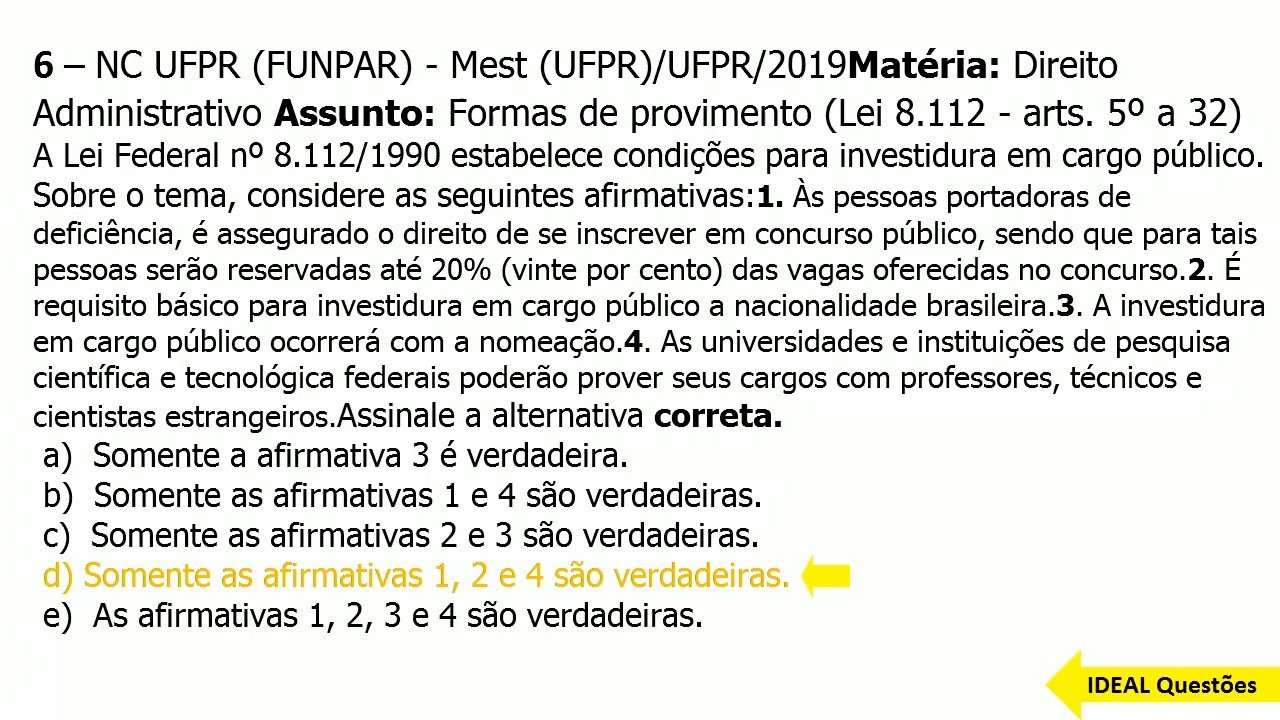 6 – NC UFPR (FUNPAR) - Mest (UFPR)/UFPR/2019Matéria: Direito
Administrativo Assunto: Formas de provimento (Lei 8.112 - arts. 5º a 32)
A Lei Federal nº 8.112/1990 estabelece condições para investidura em cargo público.
Sobre o tema, considere as seguintes afirmativas:1. Às pessoas portadoras de
deficiência, é assegurado o direito de se inscrever em concurso público, sendo que para tais
pessoas serão reservadas até 20% (vinte por cento) das vagas oferecidas no concurso.2. É
requisito básico para investidura em cargo público a nacionalidade brasileira.3. A investidura
em cargo público ocorrerá com a nomeação.4. As universidades e instituições de pesquisa
científica e tecnológica federais poderão prover seus cargos com professores, técnicos e
cientistas estrangeiros.Assinale a alternativa correta.
a) Somente a afirmativa 3 é verdadeira.
b) Somente as afirmativas 1 e 4 são verdadeiras.
c) Somente as afirmativas 2 e 3 são verdadeiras.
d) Somente as afirmativas 1, 2 e 4 são verdadeiras.
e) As afirmativas 1, 2, 3 e 4 são verdadeiras.
IDEAL Questões